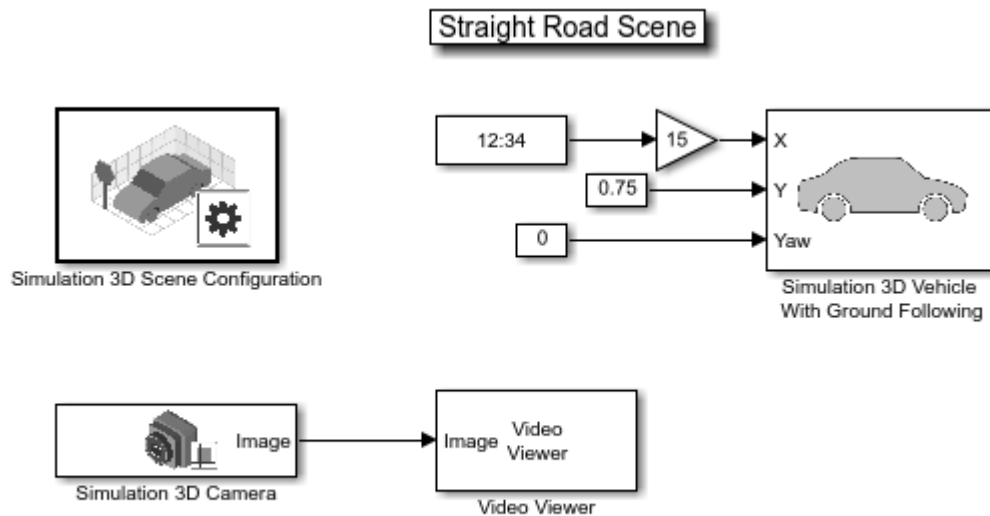 Straight Road Scene
12:34
15
X
0.75
Y
0
Yaw
Simulation 3D Scene Configuration
Simulation 3D Vehicle
With Ground Following
Image
Image
Video
Viewer
Simulation 3D Camera
Video Viewer